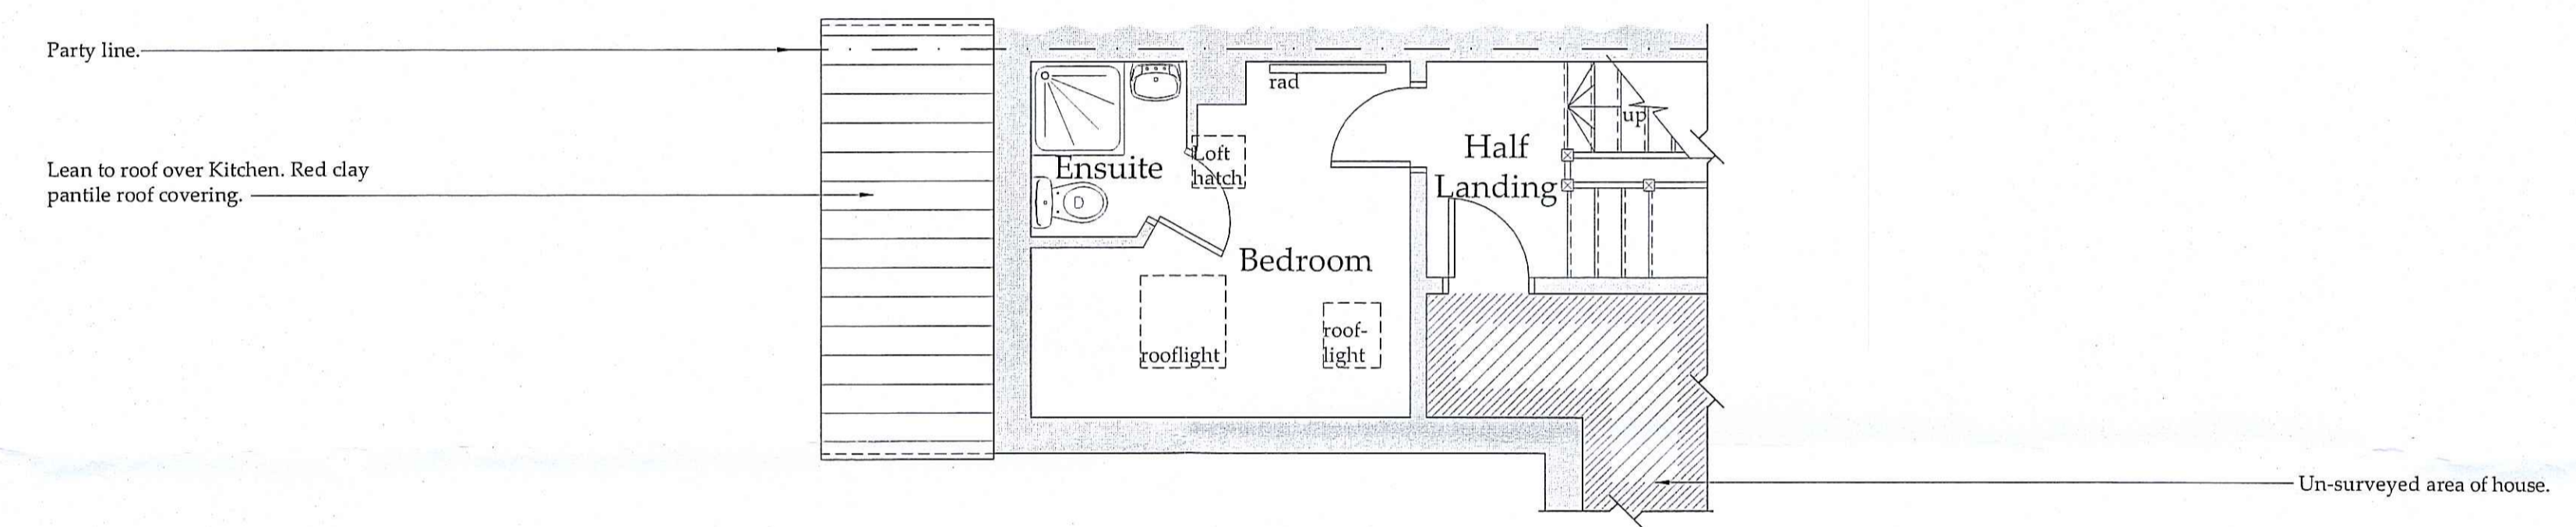 Party line.
rad
up
Lean to roof over Kitchen. Red clay
pantile roof covering.
Ensuite
Loft
hatch
Half
Landing
Bedroom
rooflight
roof-
light
Un-surveyed area of house.